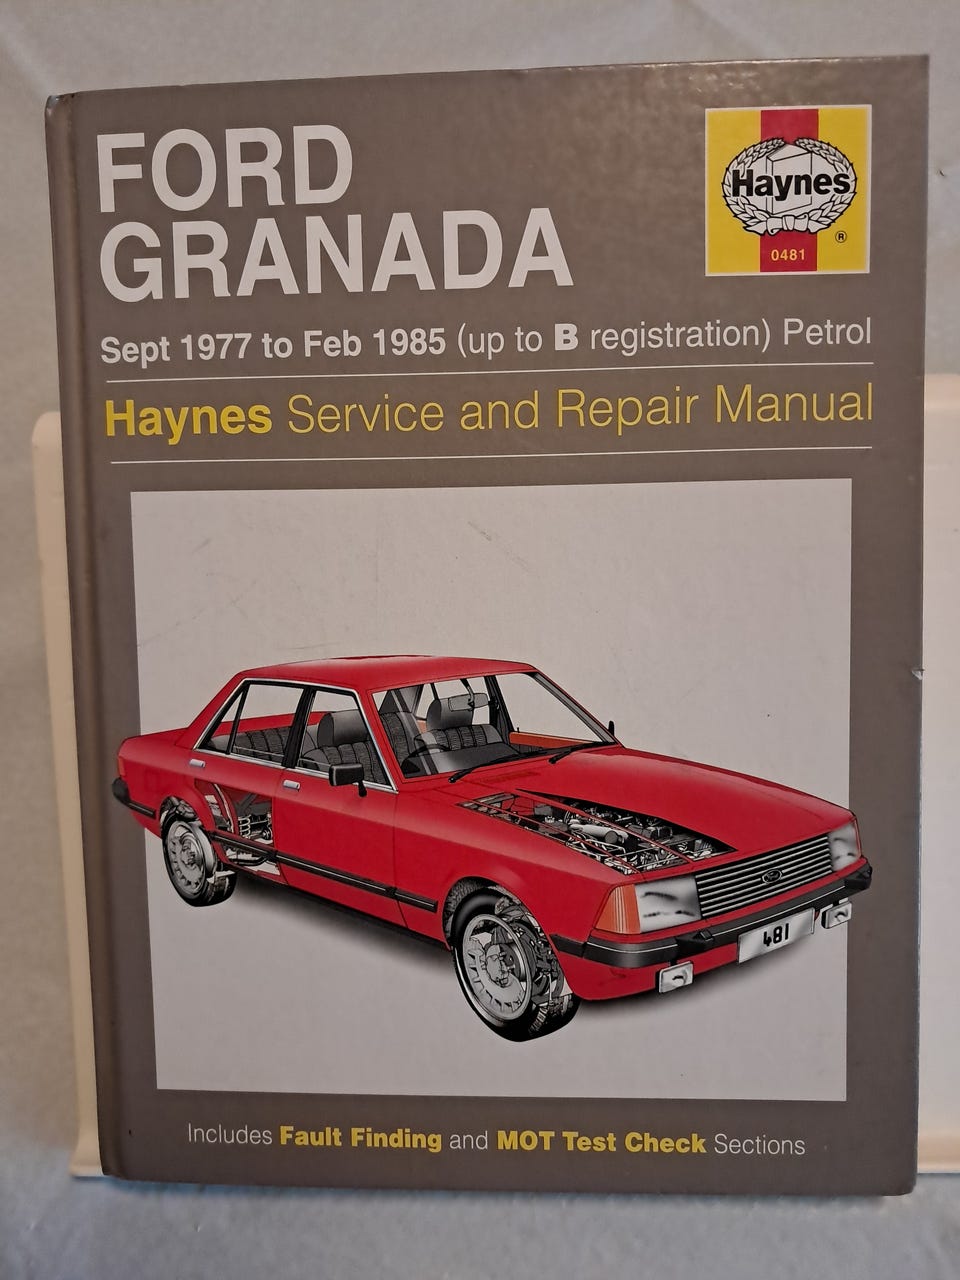 FORD
GRANADA
Haynes
®
0481
Sept 1977 to Feb 1985 (up to B registration) Petrol
Haynes Service and Repair Manual
481
Includes Fault Finding and MOT Test Check Sections